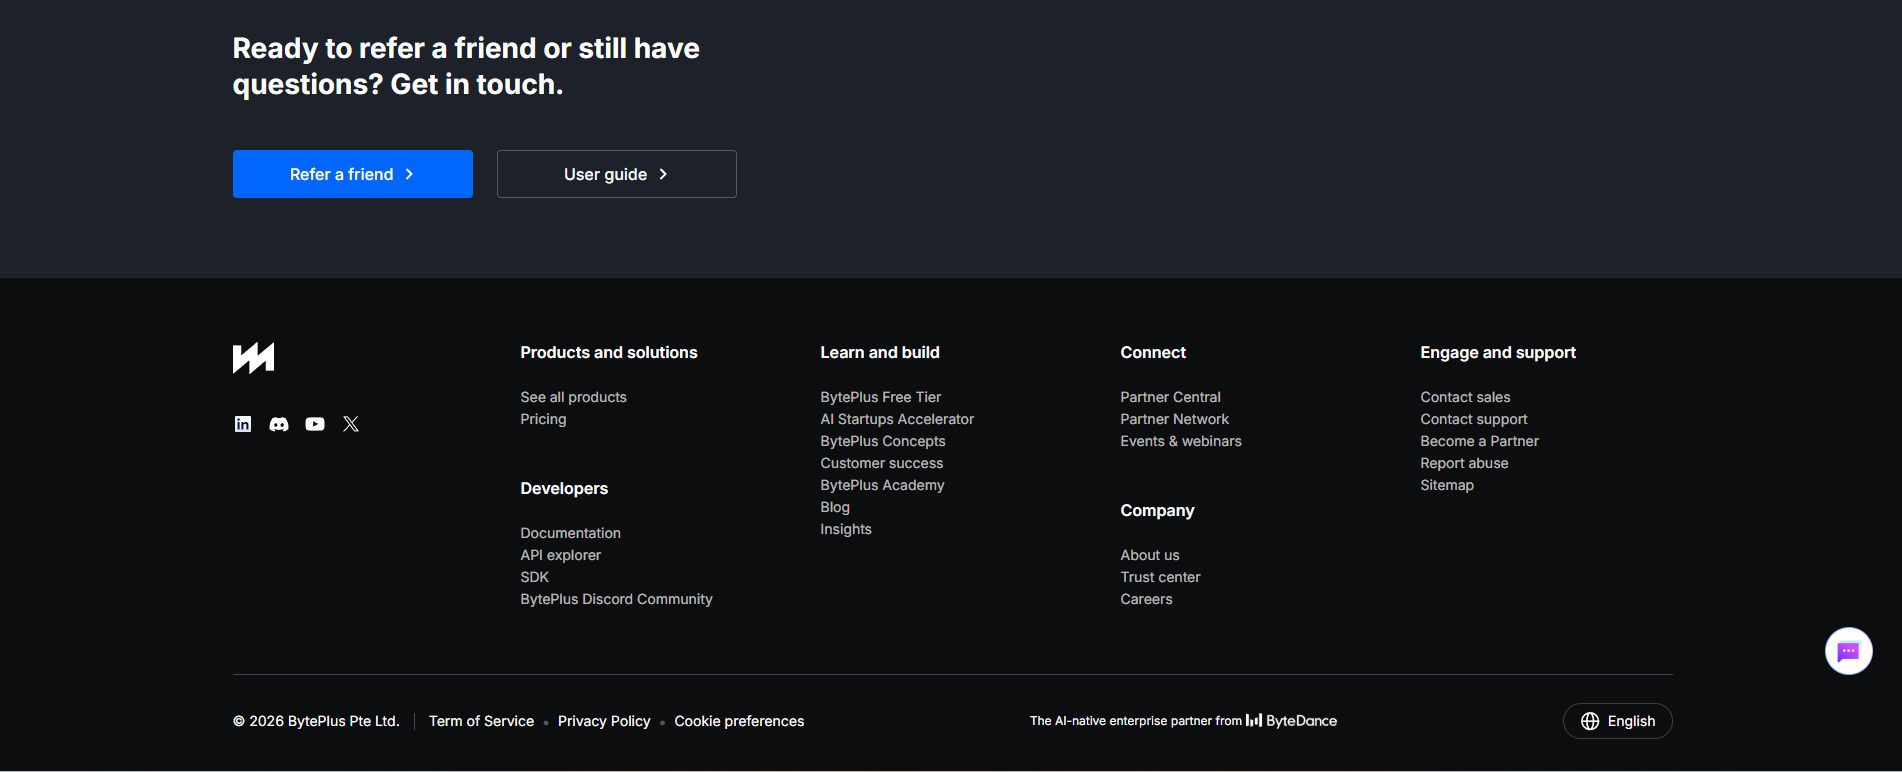 Ready to refer a friend or still have
questions? Get in touch.
Refer a friend
User guide
Products and solutions
See all products
Pricing
Developers
Documentation
API explorer
SDK
BytePlus Discord Community
Learn and build
BytePlus Free Tier
AI Startups Accelerator
BytePlus Concepts
Customer success
BytePlus Academy
Blog
Insights
Connect
Partner Central
Partner Network
Events & webinars
Company
About us
Trust center
Careers
Engage and support
Contact sales
Contact support
Become a Partner
Report abuse
Sitemap
© 2026 BytePlus Pte Ltd. Term of Service Privacy Policy Cookie preferences
The AI-native enterprise partner from ByteDance
English